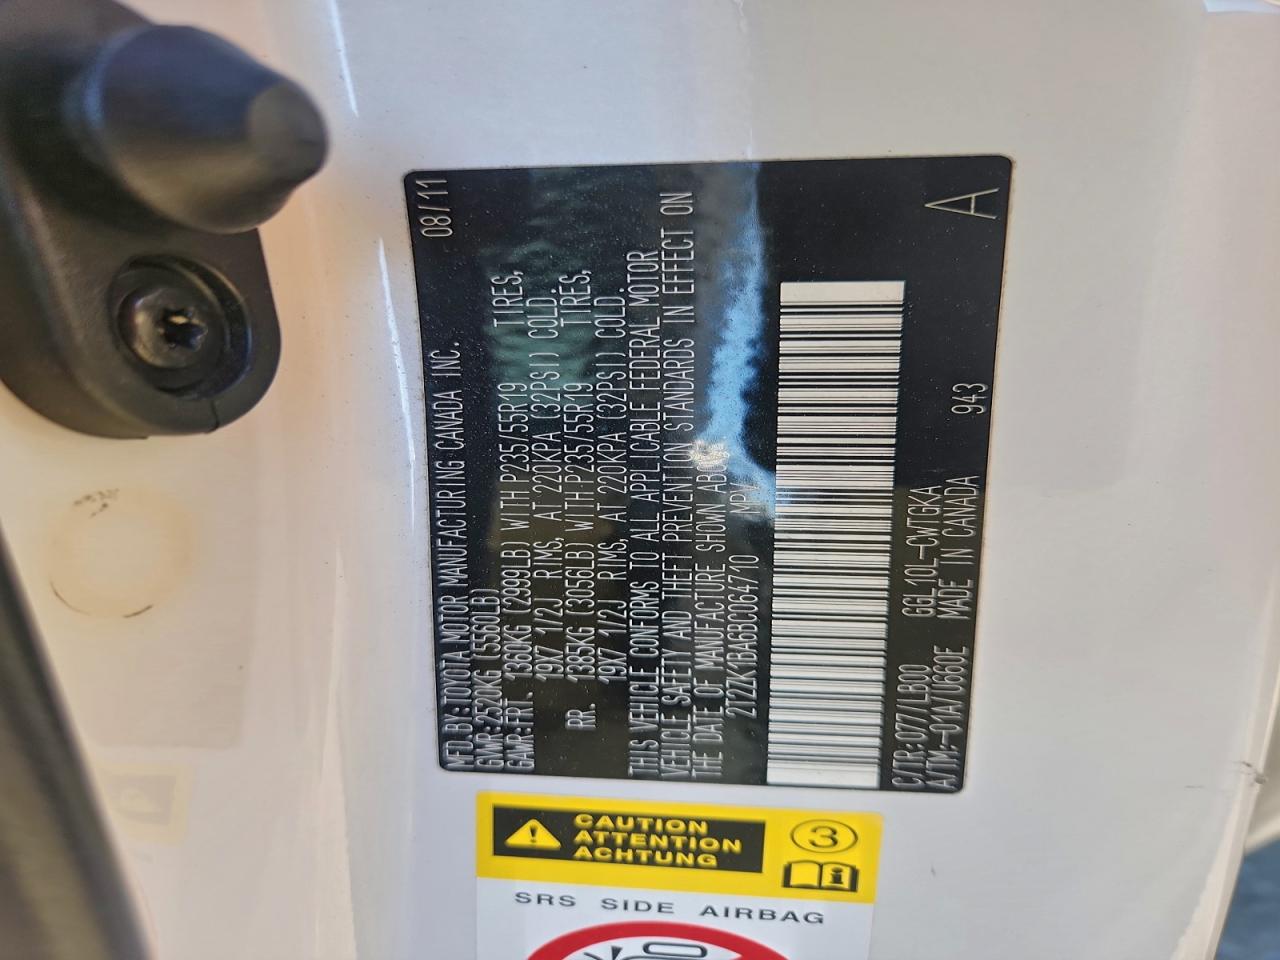 MFD.BY:TOYOTA MOTOR MANUFACTURING CANADA INC. 08/11
GVWR:2520KG (5560LB)
GAWR:FRT. 1360KG (2999LB) WITH P235/55R19 TIRES,
19X7 1/2J RIMS, AT 220KPA (32PSI) COLD.
RR. 1385KG (3056LB) WITH P235/55R19 TIRES,
19X7 1/2J RIMS, AT 220KPA (32PSI) COLD.
THIS VEHICLE CONFORMS TO ALL APPLICABLE FEDERAL MOTOR
VEHICLE SAFETY AND THEFT PREVENTION STANDARDS IN EFFECT ON
THE DATE OF MANUFACTURE SHOWN
2T2ZK1BA6BC064710 MPV
C/TR:077/LB00 GGL10L-CWTGKA 943 A
A/TM:-01A/U660E MADE IN CANADA
CAUTION
ATTENTION
ACHTUNG
3
i
SRS SIDE AIRBAG